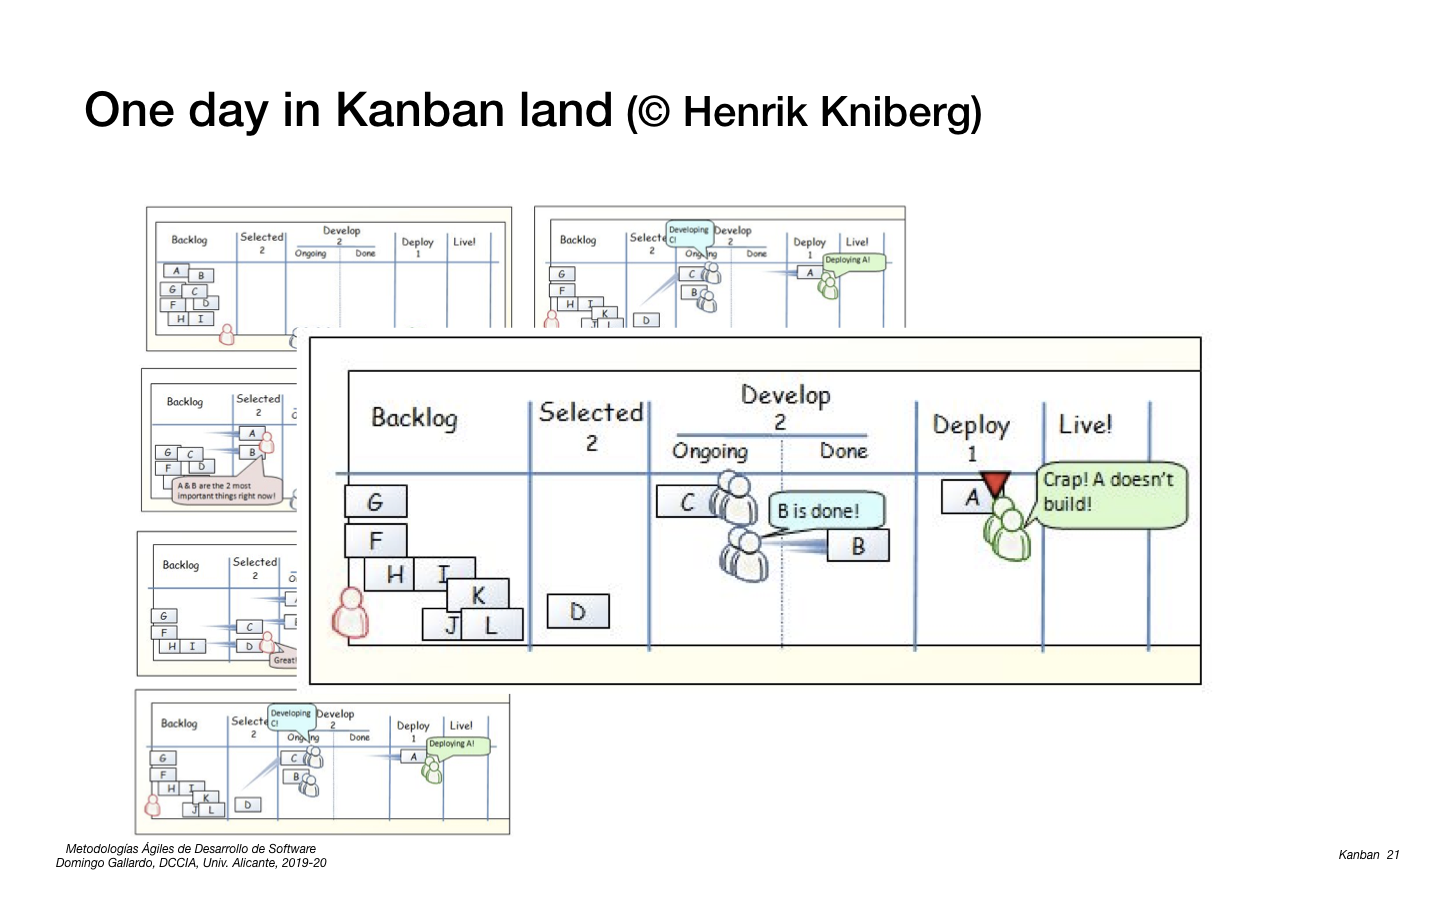 One day in Kanban land (© Henrik Kniberg)
Backlog
Selected
2
Develop
2
Ongoing
Done
Deploy
1
Live!
A
B
G
C
F
D
H
I
Backlog
2
Develop
2
Done
Deploy
1
Live!
Developing
C!
Deploying A!
G
F
H
I
K
L
D
C
B
A
Backlog
Selected
2
A
B
G
C
F
D
A & B are the 2 most
important things right now!
Backlog
Selected
2
G
F
H
I
C
D
Great!
Backlog
Selected
2
Develop
2
Ongoing
Done
Deploy
1
Live!
G
F
H
I
K
J
L
D
C
B is done!
B
A
Crap! A doesn't
build!
Backlog
2
Develop
2
Done
Deploy
1
Live!
Developing
C!
Deploying A!
G
F
H
I
K
J
L
D
C
B
A
Metodologías Ágiles de Desarrollo de Software
Domingo Gallardo, DCCIA, Univ. Alicante, 2019-20
Kanban 21